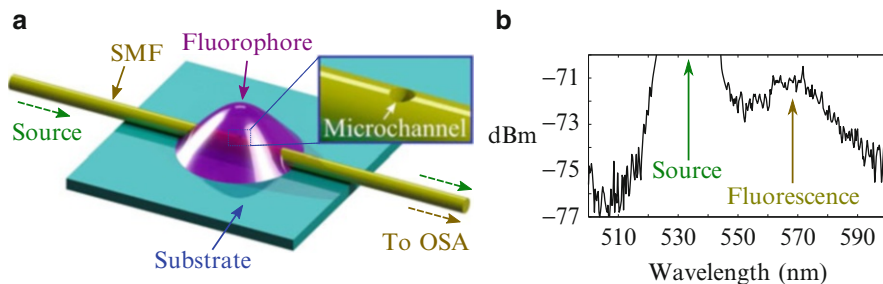 a
SMF
Fluorophore
Microchannel
Source
Substrate
To OSA
b
−71
−73
−75
−77
dBm
Source
Fluorescence
510 530 550 570 590
Wavelength (nm)